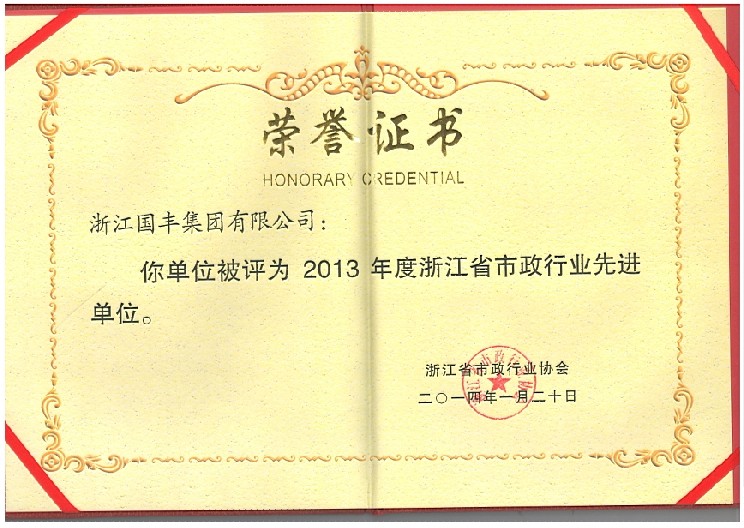 荣誉证书
HONORARY CREDENTIAL
浙江国丰集团有限公司：
你单位被评为 2013 年度浙江省市政行业先进
单位。
浙江省市政行业协会
二〇一四年一月二十日